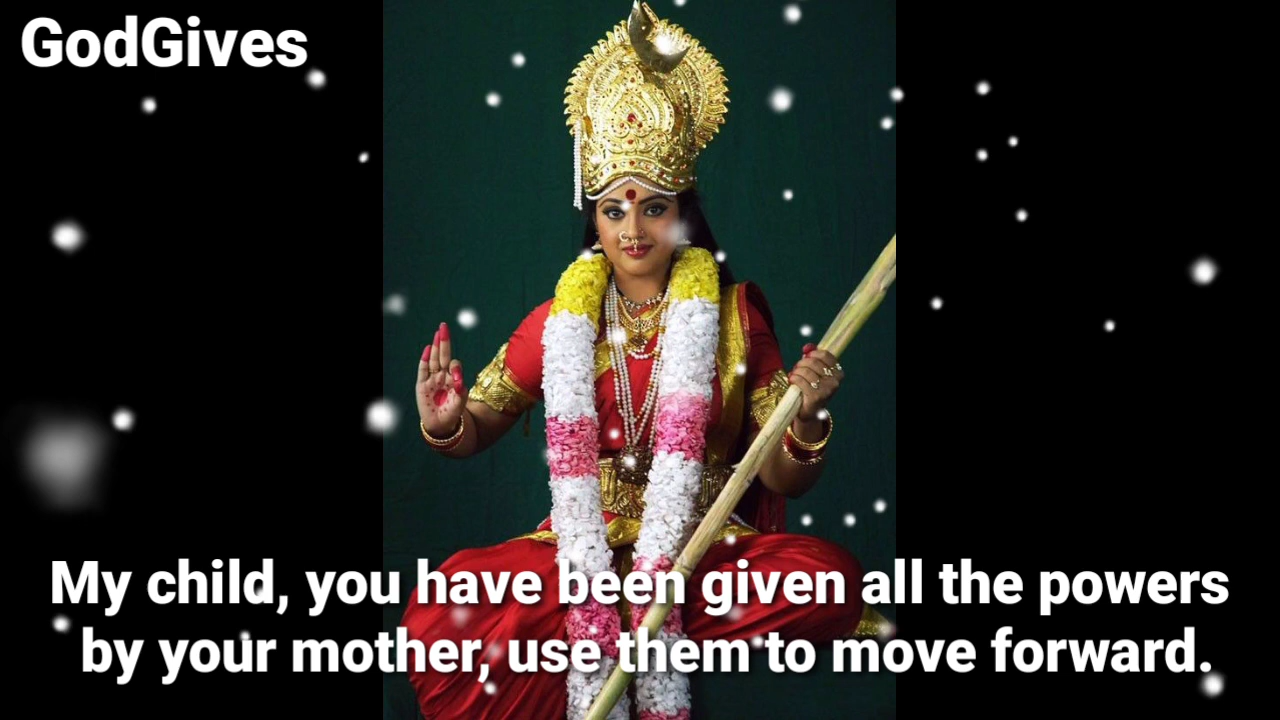 GodGives
My child, you have been given all the powers
by your mother, use them to move forward.